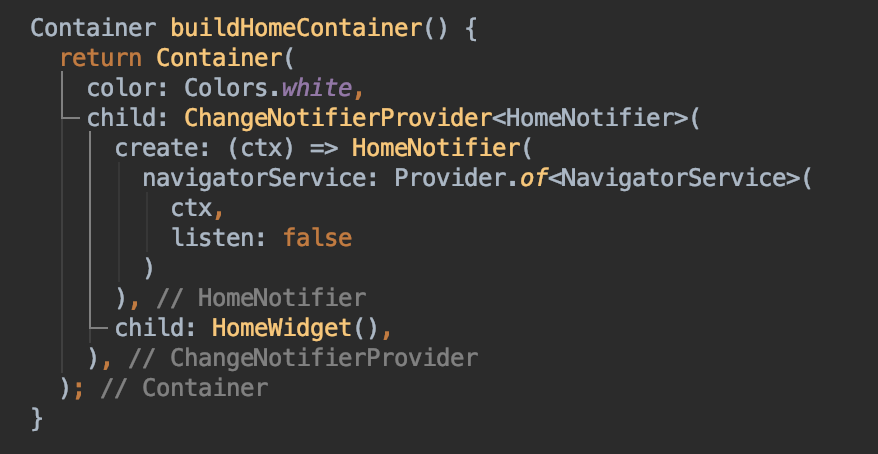 Container buildHomeContainer() {
  return Container(
    color: Colors.white,
    child: ChangeNotifierProvider<HomeNotifier>(
      create: (ctx) => HomeNotifier(
        navigatorService: Provider.of<NavigatorService>(
          ctx,
          listen: false
        )
      ), // HomeNotifier
      child: HomeWidget(),
    ), // ChangeNotifierProvider
  ); // Container
}